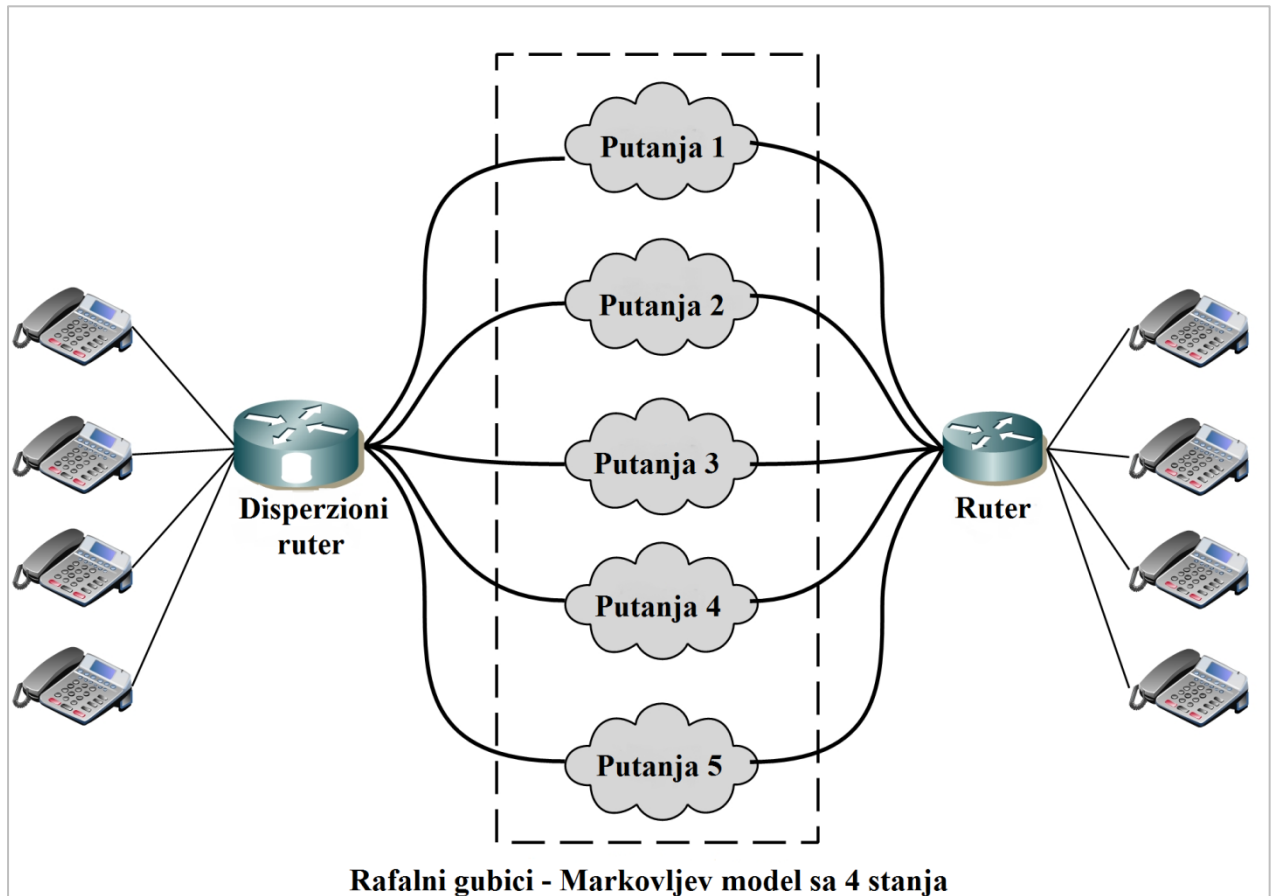 Putanja 1
Putanja 2
Putanja 3
Disperzioni
ruter
Ruter
Putanja 4
Putanja 5
Rafalni gubici - Markovljev model sa 4 stanja